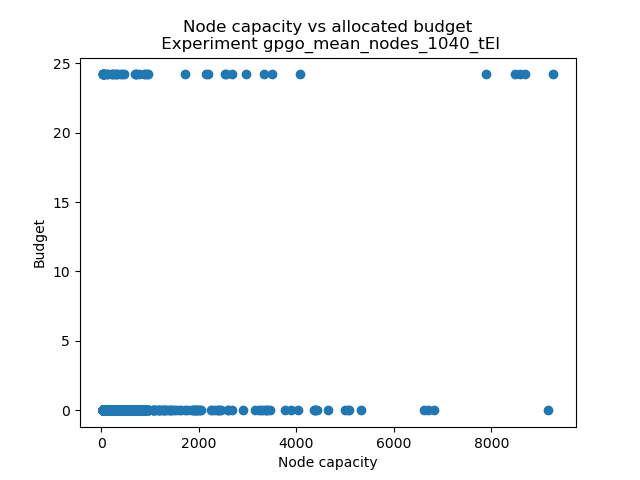 Node capacity vs allocated budget
Experiment gpgo_mean_nodes_1040_tEI
25
20
15
10
5
0
Budget
0 2000 4000 6000 8000
Node capacity